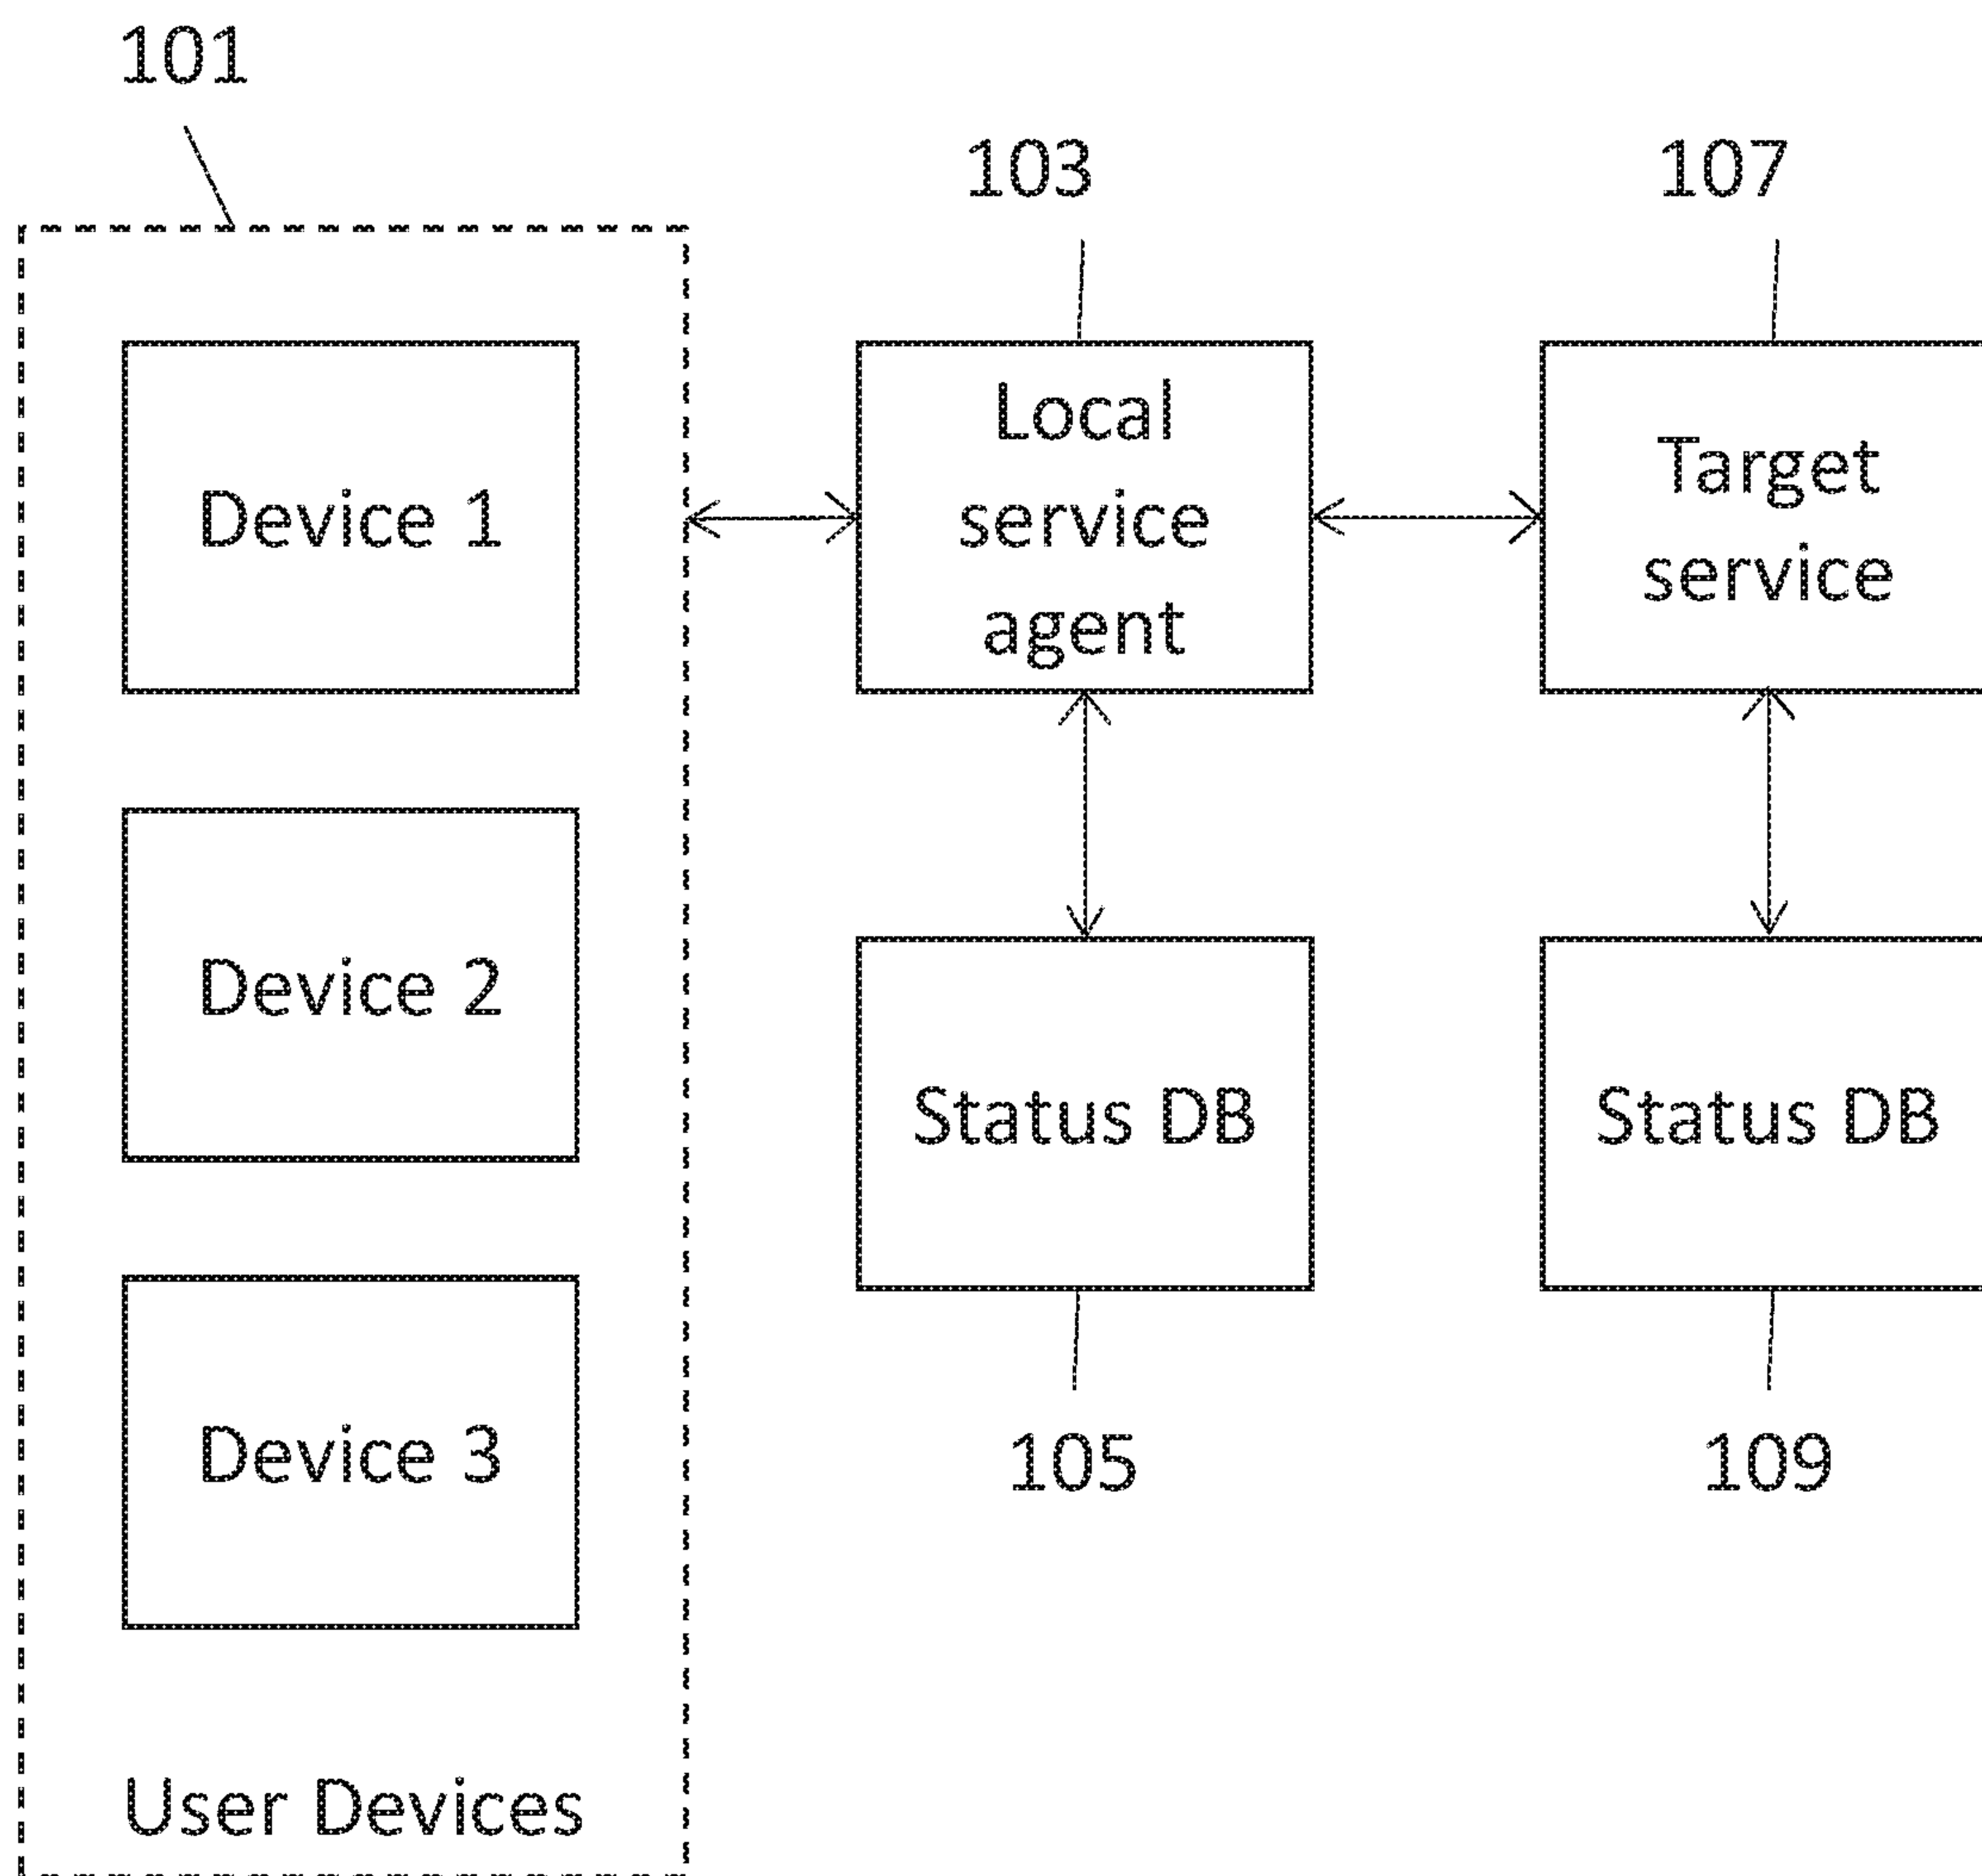 101
103
107
Device 1
Local
service
agent
Target
service
Device 2
Status DB
Status DB
Device 3
105
109
User Devices